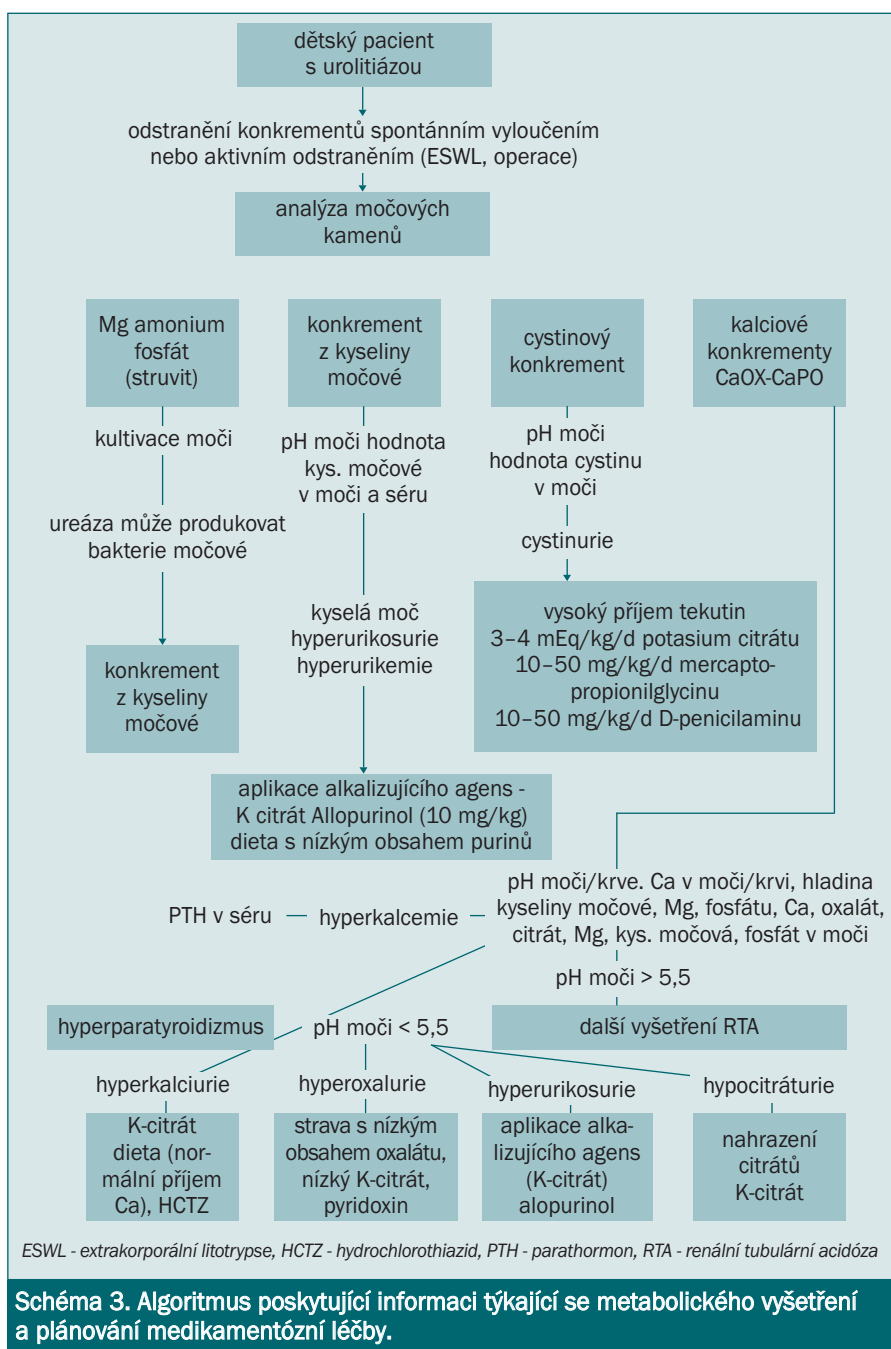 dětský pacient
s urolitiázou
odstranění konkrementů spontánním vyloučením
nebo aktivním odstraněním (ESWL, operace)
analýza močových
kamenů
Mg amonium
fosfát
(struvit)
konkrement
z kyseliny
močové
cystinový
konkrement
kalciové
konkrementy
CaOX-CaPO
kultivace moči
pH moči hodnota
kys. močové
v moči a séru
pH moči
hodnota cystinu
v moči
ureáza může produkovat
bakterie močové
cystinurie
kyselá moč
hyperurikosurie
hyperurikemie
vysoký příjem tekutin
3–4 mEq/kg/d potasium citrátu
10–50 mg/kg/d mercapto-
propionilglycinu
10–50 mg/kg/d D-penicilaminu
konkrement
z kyseliny
močové
aplikace alkalizujícího agens -
K citrát Allopurinol (10 mg/kg)
dieta s nízkým obsahem purinů
pH moči/krve. Ca v moči/krvi, hladina
kyseliny močové, Mg, fosfátu, Ca, oxalát,
citrát, Mg, kys. močová, fosfát v moči
PTH v séru
hyperkalcemie
pH moči > 5,5
hyperparatyroidizmus
pH moči < 5,5
další vyšetření RTA
hyperkalciurie
hyperoxalurie
hyperurikosurie
hypocitráturie
K-citrát
dieta (nor-
mální příjem
Ca), HCTZ
strava s nízkým
obsahem oxalátu,
nízký K-citrát,
pyridoxin
aplikace alka-
lizujícího agens
(K-citrát)
alopurinol
nahrazení
citrátů
K-citrát
ESWL - extrakorporální litotrypse, HCTZ - hydrochlorothiazid, PTH - parathormon, RTA - renální tubulární acidóza
Schéma 3. Algoritmus poskytující informaci týkající se metabolického vyšetření
a plánování medikamentózní léčby.